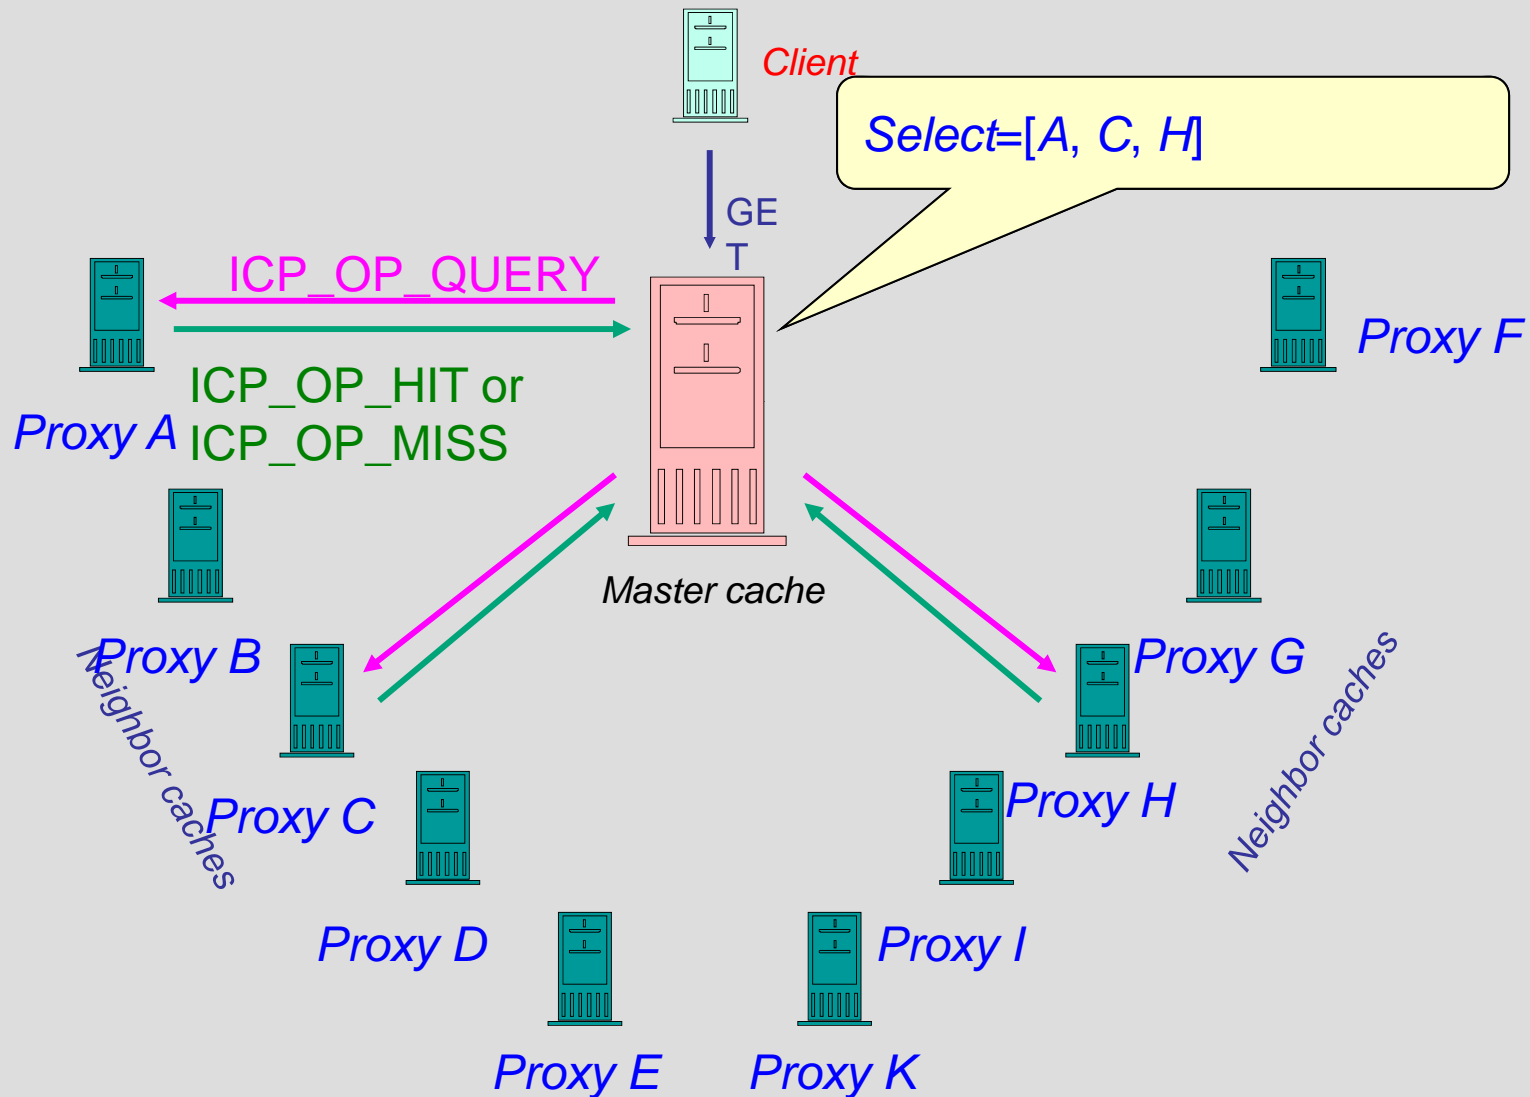 Client
Select=[A, C, H]
GE
T
ICP_OP_QUERY
Proxy F
ICP_OP_HIT or
ICP_OP_MISS
Proxy A
Master cache
Proxy B
Proxy G
Neighbor caches
Neighbor caches
Proxy C
Proxy H
Proxy D
Proxy I
Proxy E
Proxy K